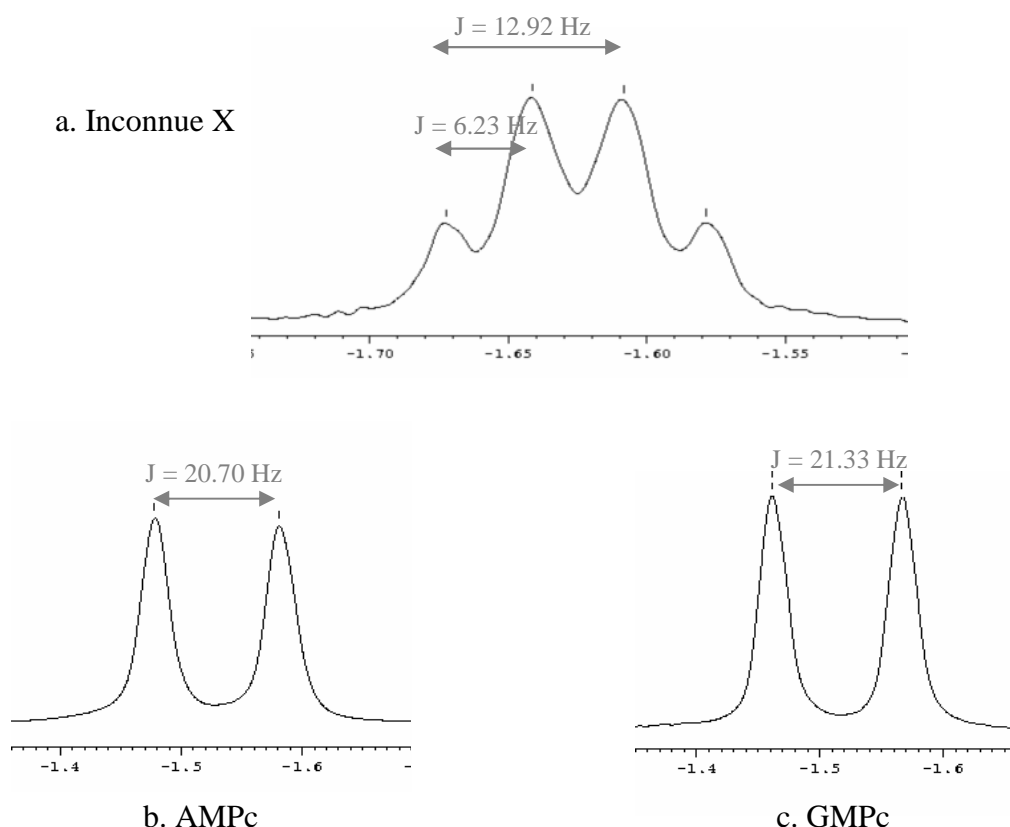 J = 12.92 Hz
a. Inconnue X
J = 6.23 Hz
-1.70 -1.65 -1.60 -1.55
J = 20.70 Hz
J = 21.33 Hz
-1.4 -1.5 -1.6
-1.4 -1.5 -1.6
b. AMPc
c. GMPc